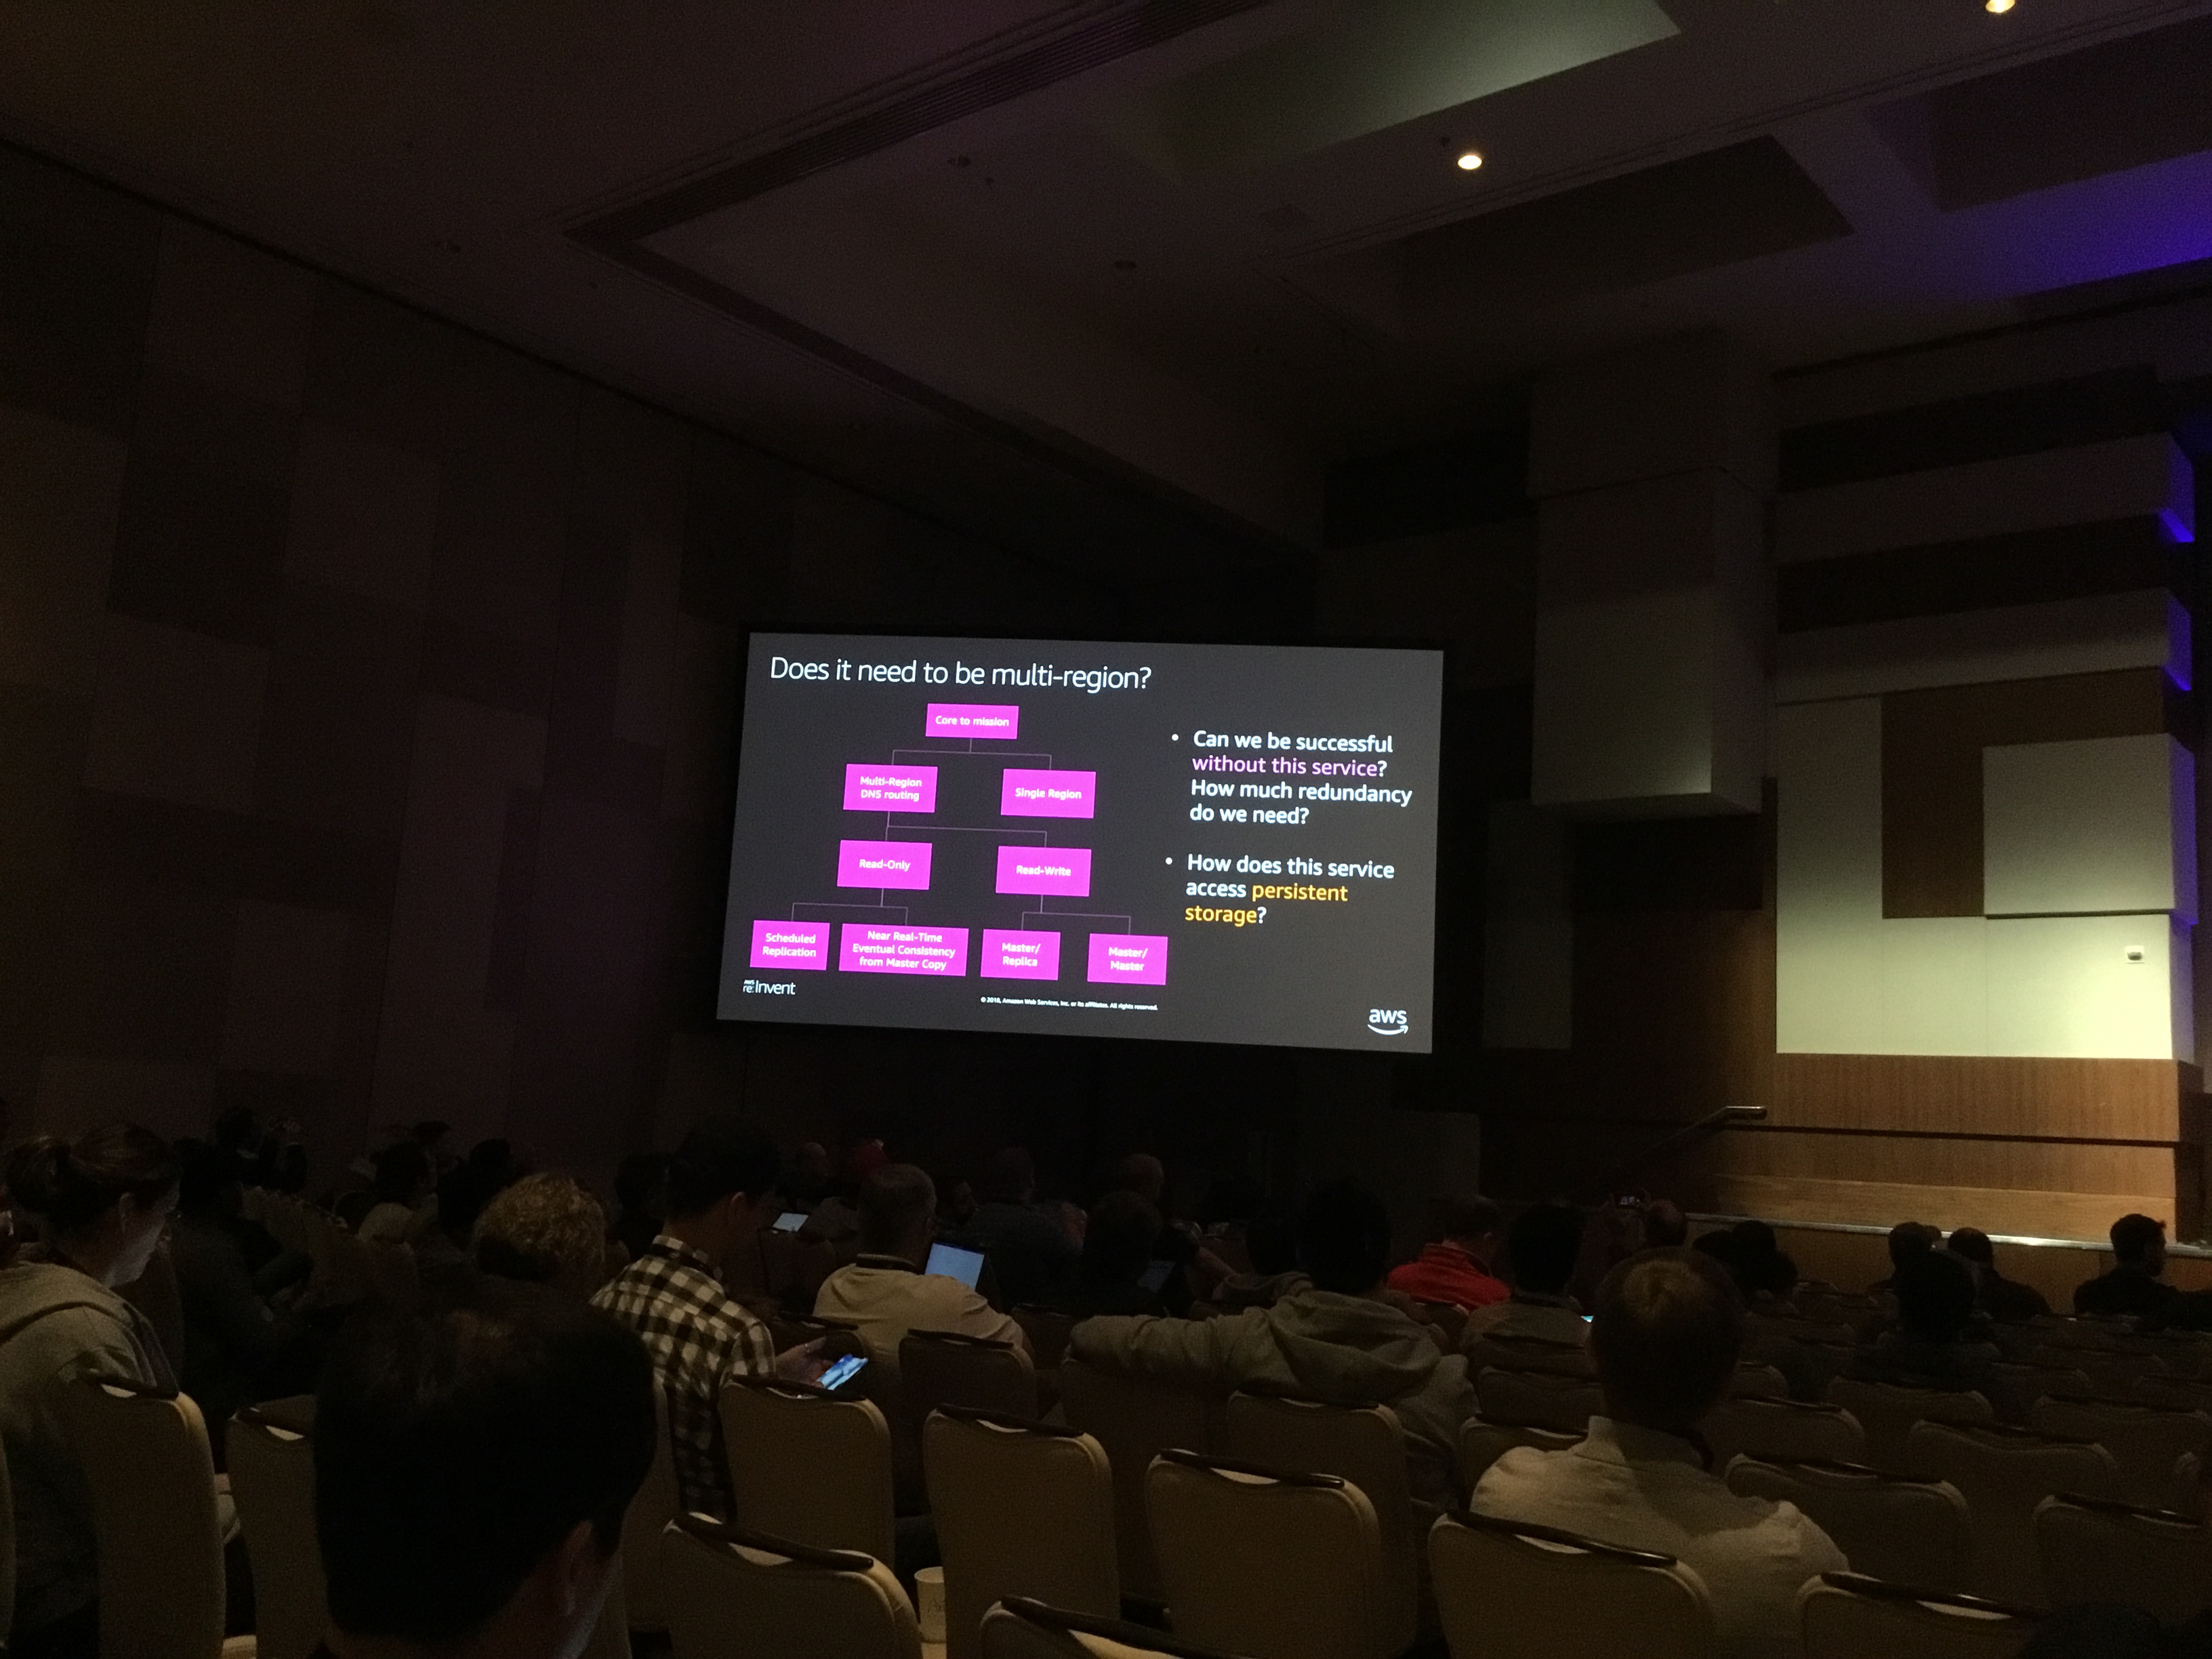 Does it need to be multi-region?
Core to mission
Multi-Region
DNS routing
Single Region
Read-Only
Read-Write
Scheduled
Replication
Near Real-Time
Eventual Consistency
from Master Copy
Master/
Replica
Master/
Master
• Can we be successful
without this service?
How much redundancy
do we need?
• How does this service
access persistent
storage?
AWS
re:Invent
© 2018, Amazon Web Services, Inc. or its affiliates. All rights reserved.
aws